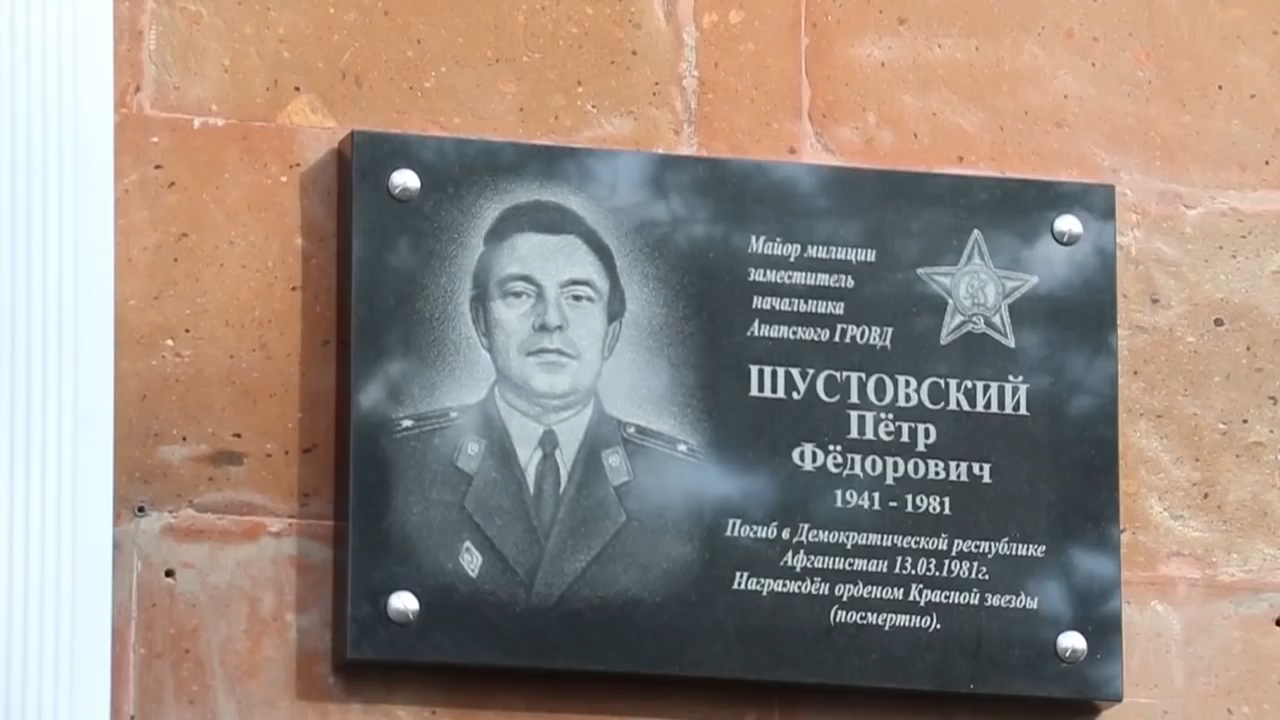 Майор милиции
заместитель
начальника
Анапского ГРОВД
ШУСТОВСКИЙ
Пётр
Фёдорович
1941 - 1981
Погиб в Демократической республике
Афганистан 13.03.1981г.
Награждён орденом Красной звезды
(посмертно).